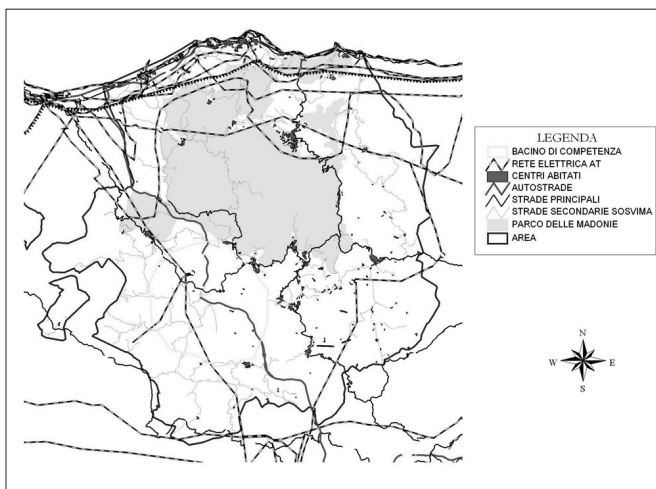 LEGENDA
BACINO DI COMPETENZA
RETE ELETTRICA AT
CENTRI ABITATI
AUTOSTRADE
STRADE PRINCIPALI
STRADE SECONDARIE SOSVIMA
PARCO DELLE MADONIE
AREA
N
W E
S